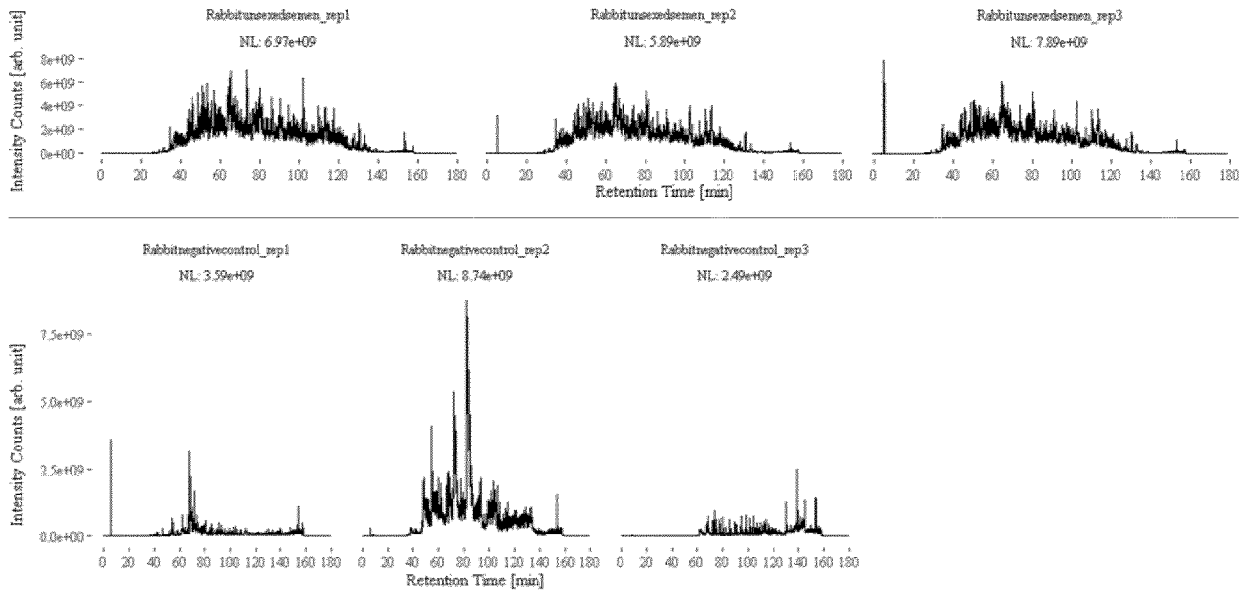 Rabbitunsexedsemen_rep1 Rabbitunsexedsemen_rep2 Rabbitunsexedsemen_rep3
NL: 6.97e+09 NL: 5.89e+09 NL: 7.89e+09
Intensity Counts [arb. unit]
8e+09
6e+09
4e+09
2e+09
0e+00
0 20 40 60 80 100 120 140 160 180 0 20 40 60 80 100 120 140 160 180 0 20 40 60 80 100 120 140 160 180
Retention Time [min]
Rabbitnegativecontrol_rep1 Rabbitnegativecontrol_rep2 Rabbitnegativecontrol_rep3
NL: 3.59e+09 NL: 8.74e+09 NL: 2.49e+09
Intensity Counts [arb. unit]
7.5e+09
5.0e+09
2.5e+09
0.0e+00
0 20 40 60 80 100 120 140 160 180 0 20 40 60 80 100 120 140 160 180 0 20 40 60 80 100 120 140 160 180
Retention Time [min]